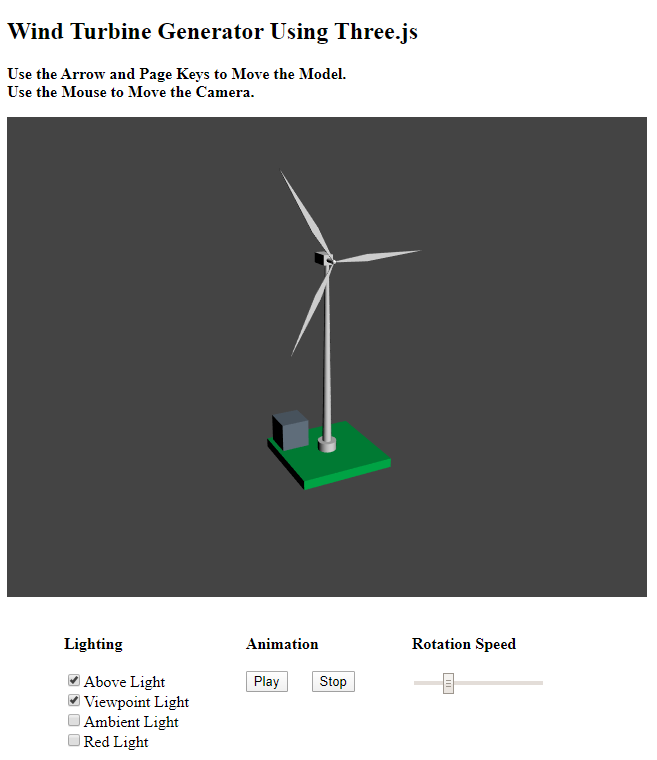 Wind Turbine Generator Using Three.js
Use the Arrow and Page Keys to Move the Model.
Use the Mouse to Move the Camera.
Lighting
Above Light
Viewpoint Light
Ambient Light
Red Light
Animation
Play Stop
Rotation Speed